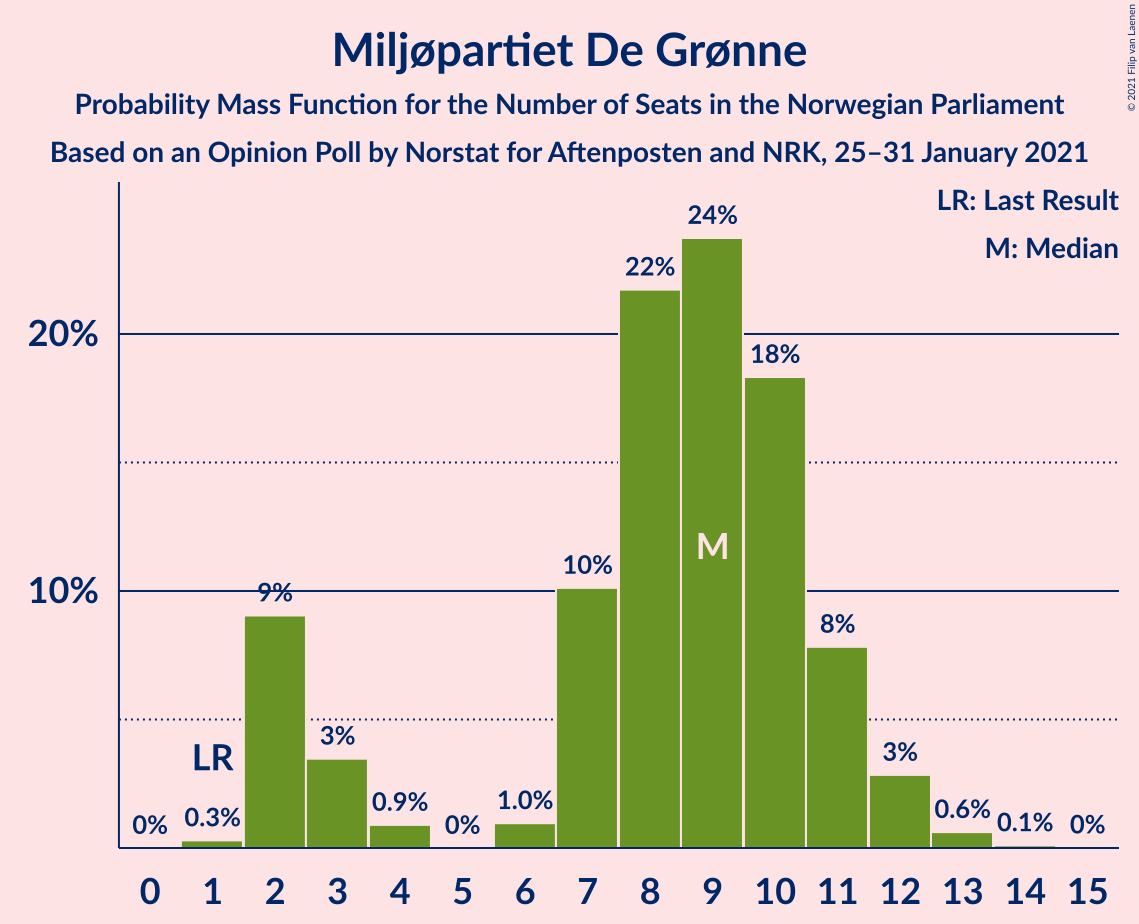 © 2021 Filip van Laenen
Miljøpartiet De Grønne
Probability Mass Function for the Number of Seats in the Norwegian Parliament
Based on an Opinion Poll by Norstat for Aftenposten and NRK, 25–31 January 2021
LR: Last Result
M: Median
20%
10%
0%
0.3%
LR
9%
3%
0.9%
0%
1.0%
10%
22%
24%
M
18%
8%
3%
0.6%
0.1%
0%
0 1 2 3 4 5 6 7 8 9 10 11 12 13 14 15